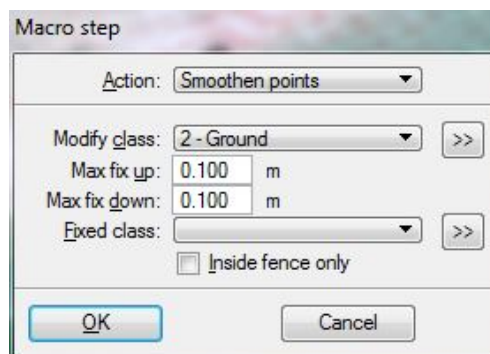 Macro step
Action: Smoothen points
Modify class: 2 - Ground >>
Max fix up: 0.100 m
Max fix down: 0.100 m
Fixed class: >>
Inside fence only
OK Cancel